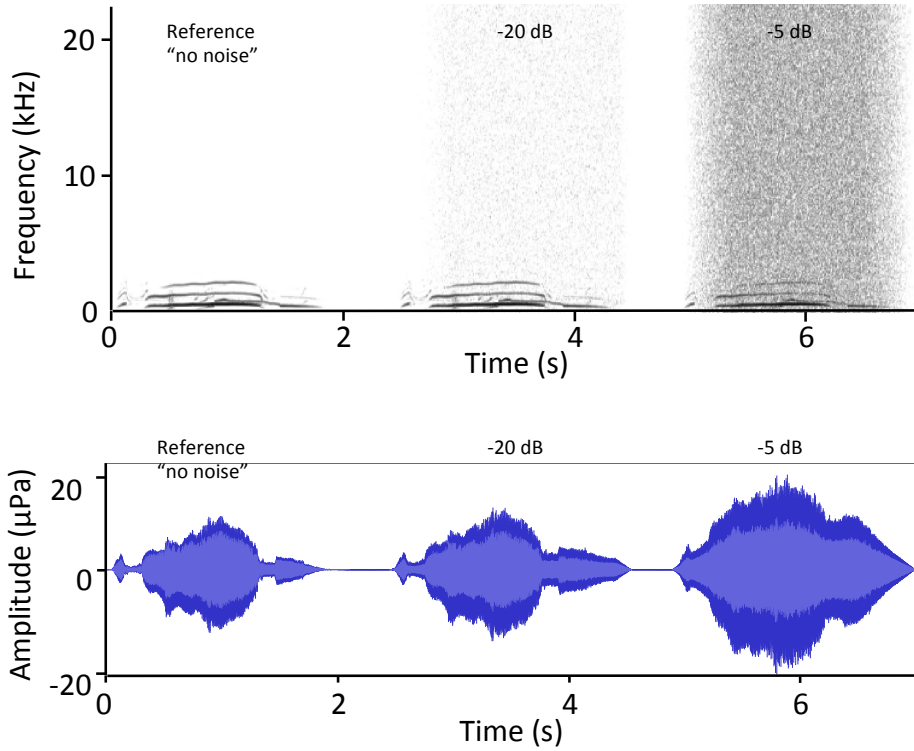 Reference
“no noise”
-20 dB
-5 dB
20
10
0
Frequency (kHz)
0
2
4
6
Time (s)
Reference
“no noise”
-20 dB
-5 dB
20
0
-20
Amplitude (µPa)
0
2
4
6
Time (s)